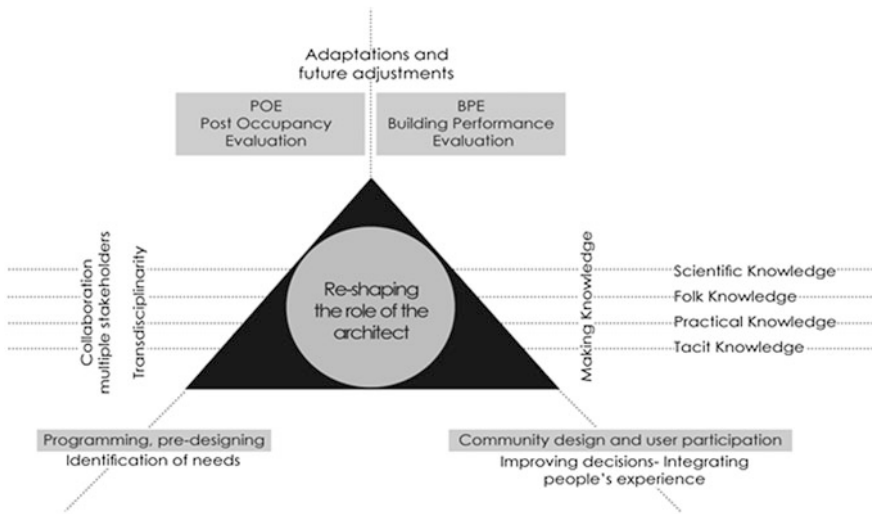 Adaptations and
future adjustments
POE
Post Occupancy
Evaluation
BPE
Building Performance
Evaluation
Collaboration
multiple stakeholders
Transdisciplinarity
Re-shaping
the role of the
architect
Making Knowledge
Scientific Knowledge
Folk Knowledge
Practical Knowledge
Tacit Knowledge
Programming, pre-designing
Identification of needs
Community design and user participation
Improving decisions- Integrating
people's experience